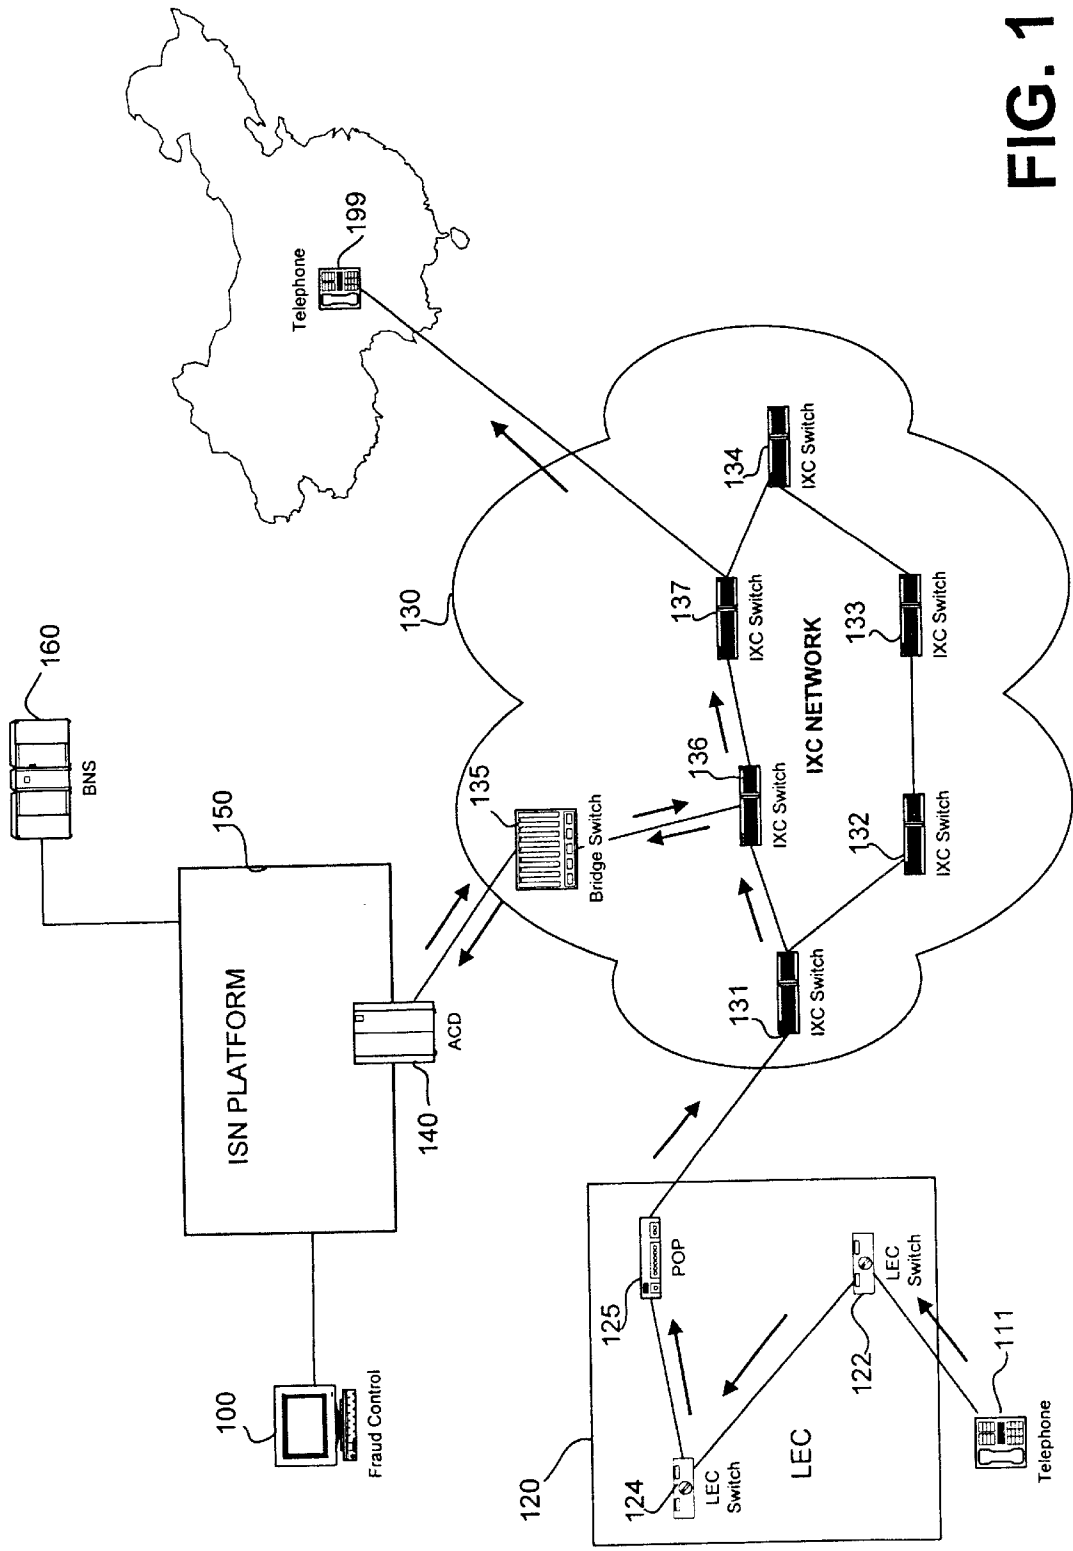 100
Fraud Control
ISN PLATFORM
150
160
BNS
140
ACD
Telephone
199
120
LEC
124
LEC
Switch
125
POP
122
LEC
Switch
111
Telephone
130
135
Bridge Switch
131
IXC Switch
136
IXC Switch
137
IXC Switch
134
IXC Switch
IXC NETWORK
132
IXC Switch
133
IXC Switch
FIG. 1